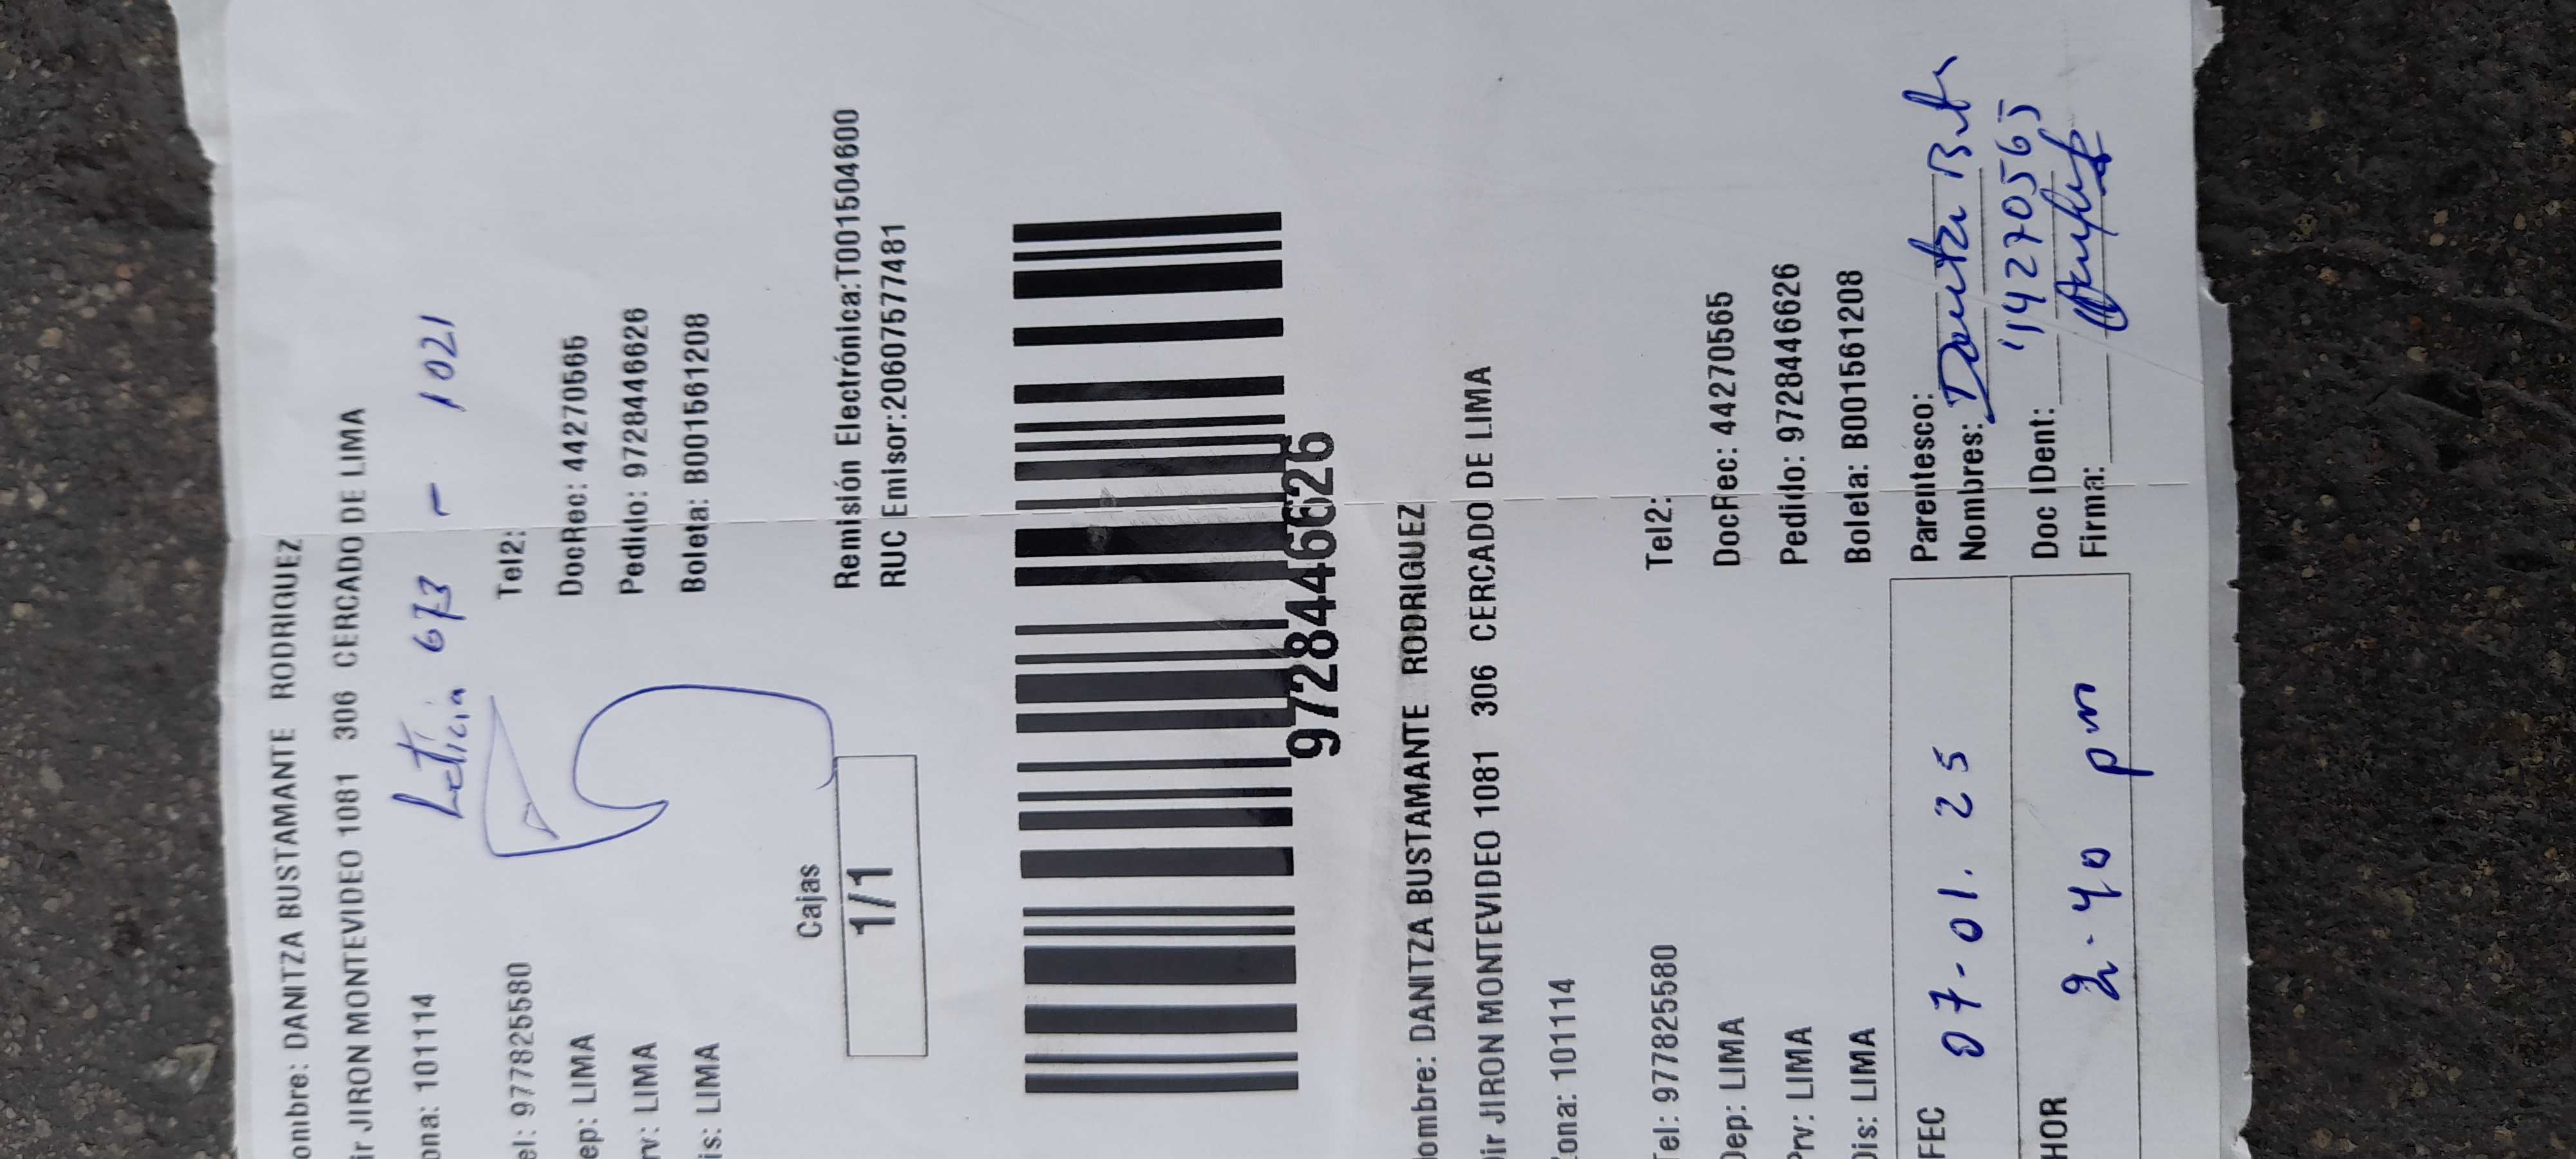 ombre: DANITZA BUSTAMANTE RODRIGUEZ
ir JIRON MONTEVIDEO 1081 306 CERCADO DE LIMA
ona: 101114
Leticia 673 - 1021
el: 977825580 Tel2:
ep: LIMA DocRec: 44270565
rv: LIMA Pedido: 9728446626
is: LIMA Boleta: B001561208
Cajas
1/1
Remisión Electrónica:T001504600
RUC Emisor:20607577481
9728446626
ombre: DANITZA BUSTAMANTE RODRIGUEZ
ir JIRON MONTEVIDEO 1081 306 CERCADO DE LIMA
ona: 101114
Tel: 977825580 Tel2:
Dep: LIMA DocRec: 44270565
Prv: LIMA Pedido: 9728446626
Dis: LIMA Boleta: B001561208
FEC 07-01.25
Parentesco:
Nombres: Danitza
HOR 2.40 pm
Doc IDent: 44270565
Firma: